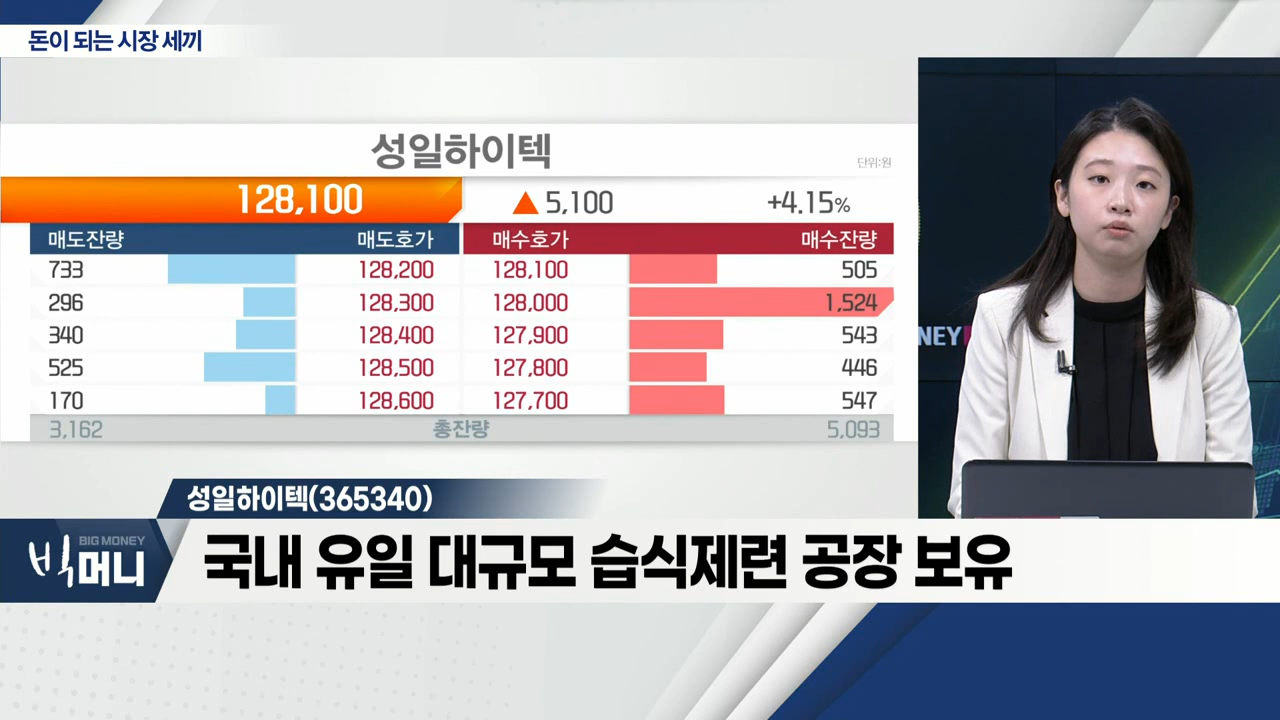 돈이 되는 시장 세끼
성일하이텍
단위:원
128,100 ▲ 5,100 +4.15%
매도잔량 매도호가 매수호가 매수잔량
733 128,200 128,100 505
296 128,300 128,000 1,524
340 128,400 127,900 543
525 128,500 127,800 446
170 128,600 127,700 547
3,162 총잔량 5,093
NEY
성일하이텍(365340)
BIG MONEY
빅머니
국내 유일 대규모 습식제련 공장 보유